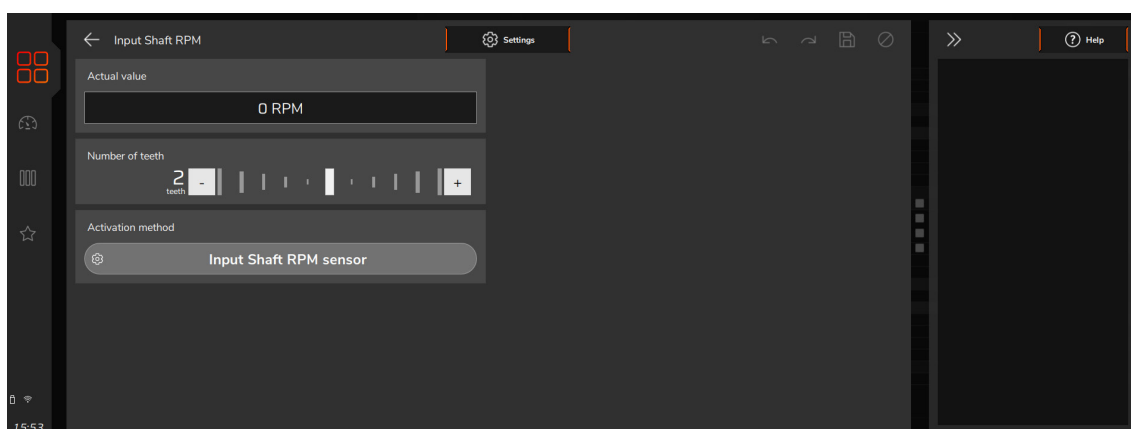 Input Shaft RPM
Settings
Help
Actual value
0 RPM
Number of teeth
2
teeth
-
+
Activation method
Input Shaft RPM sensor
15:53